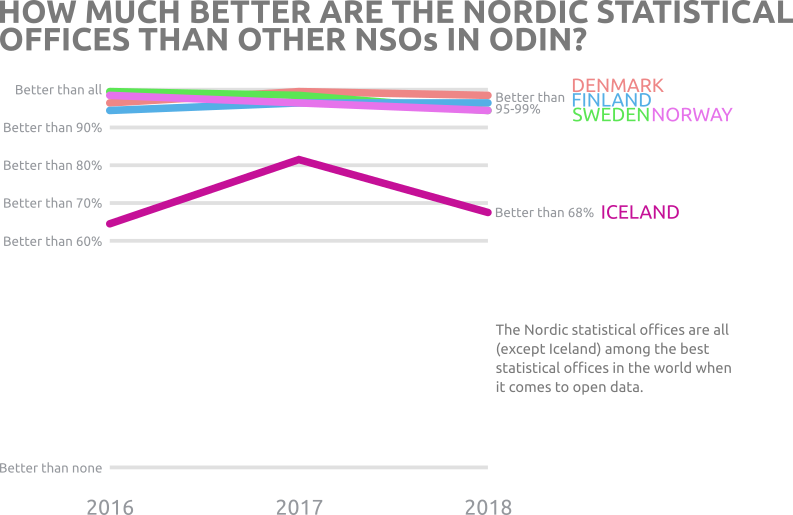 HOW MUCH BETTER ARE THE NORDIC STATISTICAL
OFFICES THAN OTHER NSOs IN ODIN?
Better than all
Better than 90%
Better than 80%
Better than 70%
Better than 60%
Better than none
Better than
95-99%
DENMARK
FINLAND
SWEDEN NORWAY
Better than 68% ICELAND
The Nordic statistical offices are all
(except Iceland) among the best
statistical offices in the world when
it comes to open data.
2016 2017 2018